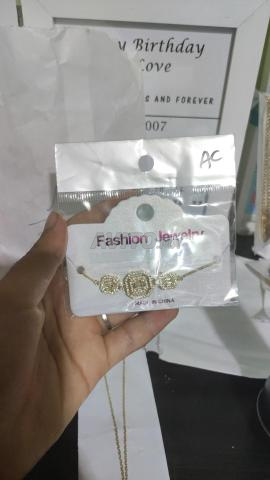 y Birthday
Love
S AND FOREVER
007
AC
Fashion Jewelry
MADE IN CHINA